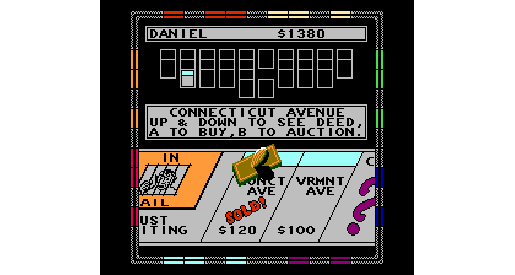 DANIEL $1380
CONNECTICUT AVENUE
UP & DOWN TO SEE DEED,
A TO BUY, B TO AUCTION.
IN
AIL
UST
ITING
AVE
SOLD!
$120
VRMNT
AVE
$100
C